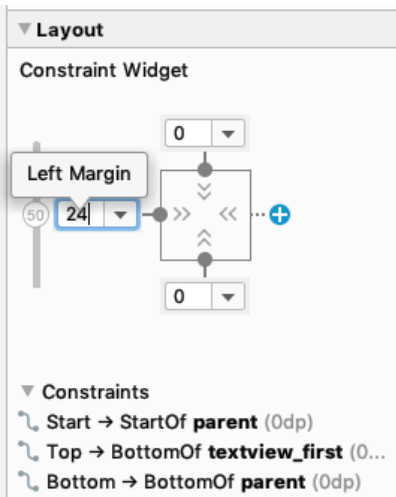 Layout
Constraint Widget
0
Left Margin
50
24
0
Constraints
Start → StartOf parent (0dp)
Top → BottomOf textview_first (0...
Bottom → BottomOf parent (0dp)